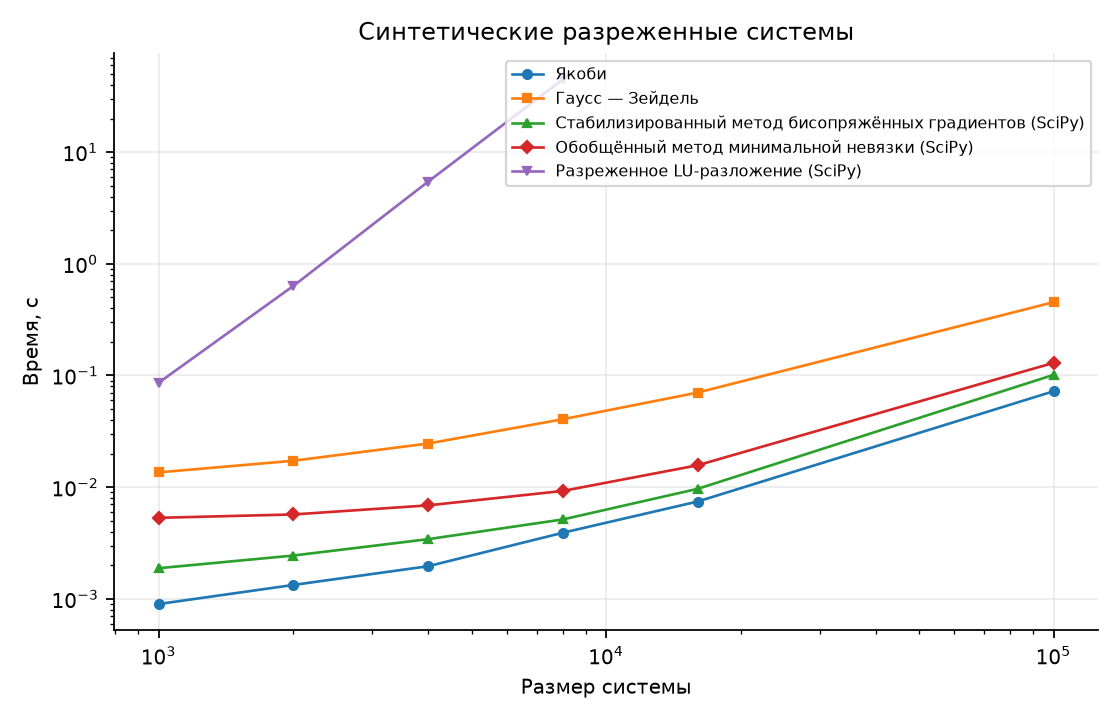 Синтетические разреженные системы
Якоби
Гаусс — Зейдель
Стабилизированный метод бисопряжённых градиентов (SciPy)
Обобщённый метод минимальной невязки (SciPy)
Разреженное LU-разложение (SciPy)
Время, с
10¹
10⁰
10⁻¹
10⁻²
10⁻³
10³
10⁴
10⁵
Размер системы